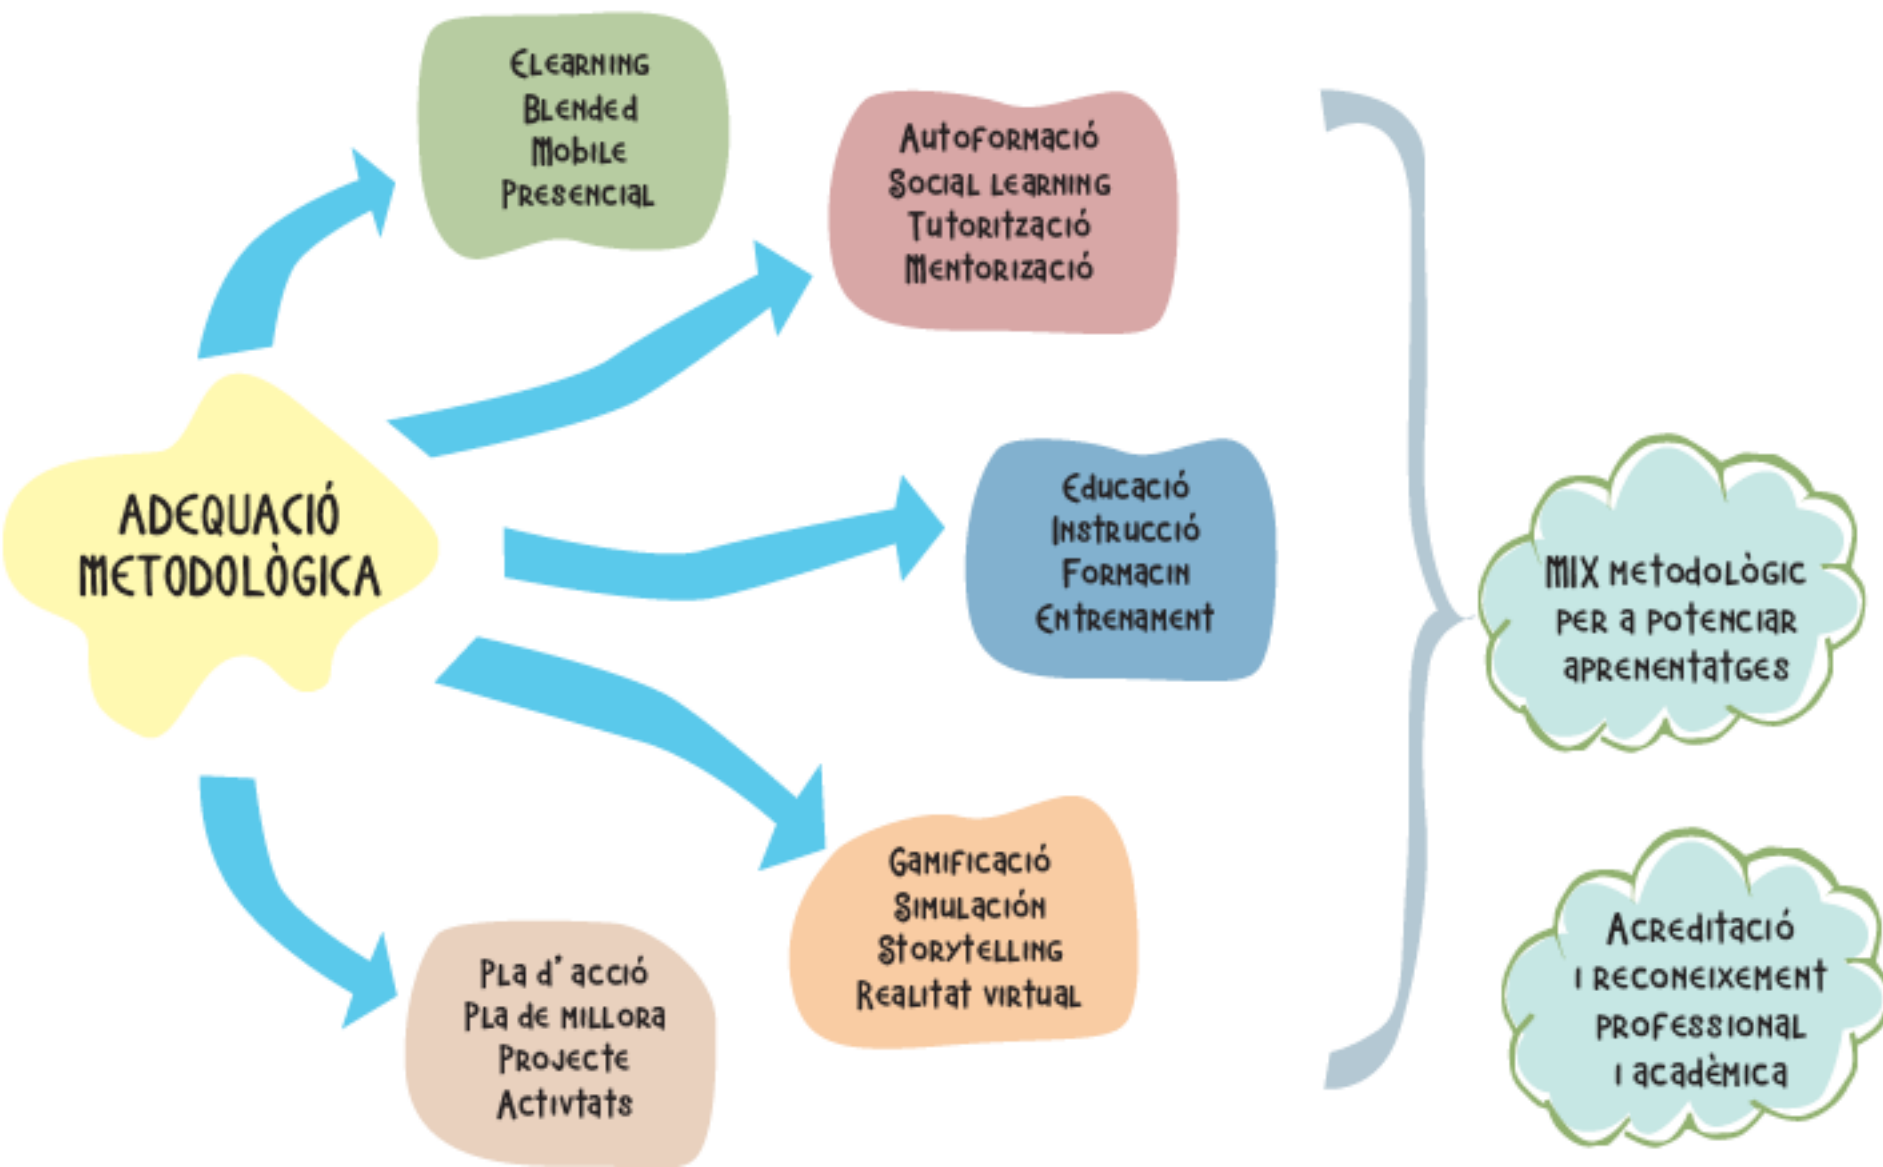 Elearning
Blended
Mobile
Presencial
Autoformació
Social learning
Tutorització
Mentorizació
ADEQUACIÓ
METODOLÒGICA
Educació
Instrucció
Formacin
Entrenament
Gamificació
Simulación
Storytelling
Realitat virtual
Pla d' acció
Pla de millora
Projecte
Activtats
MIX metodològic
per a potenciar
aprenentatges
Acreditació
i reconeixement
professional
i acadèmica